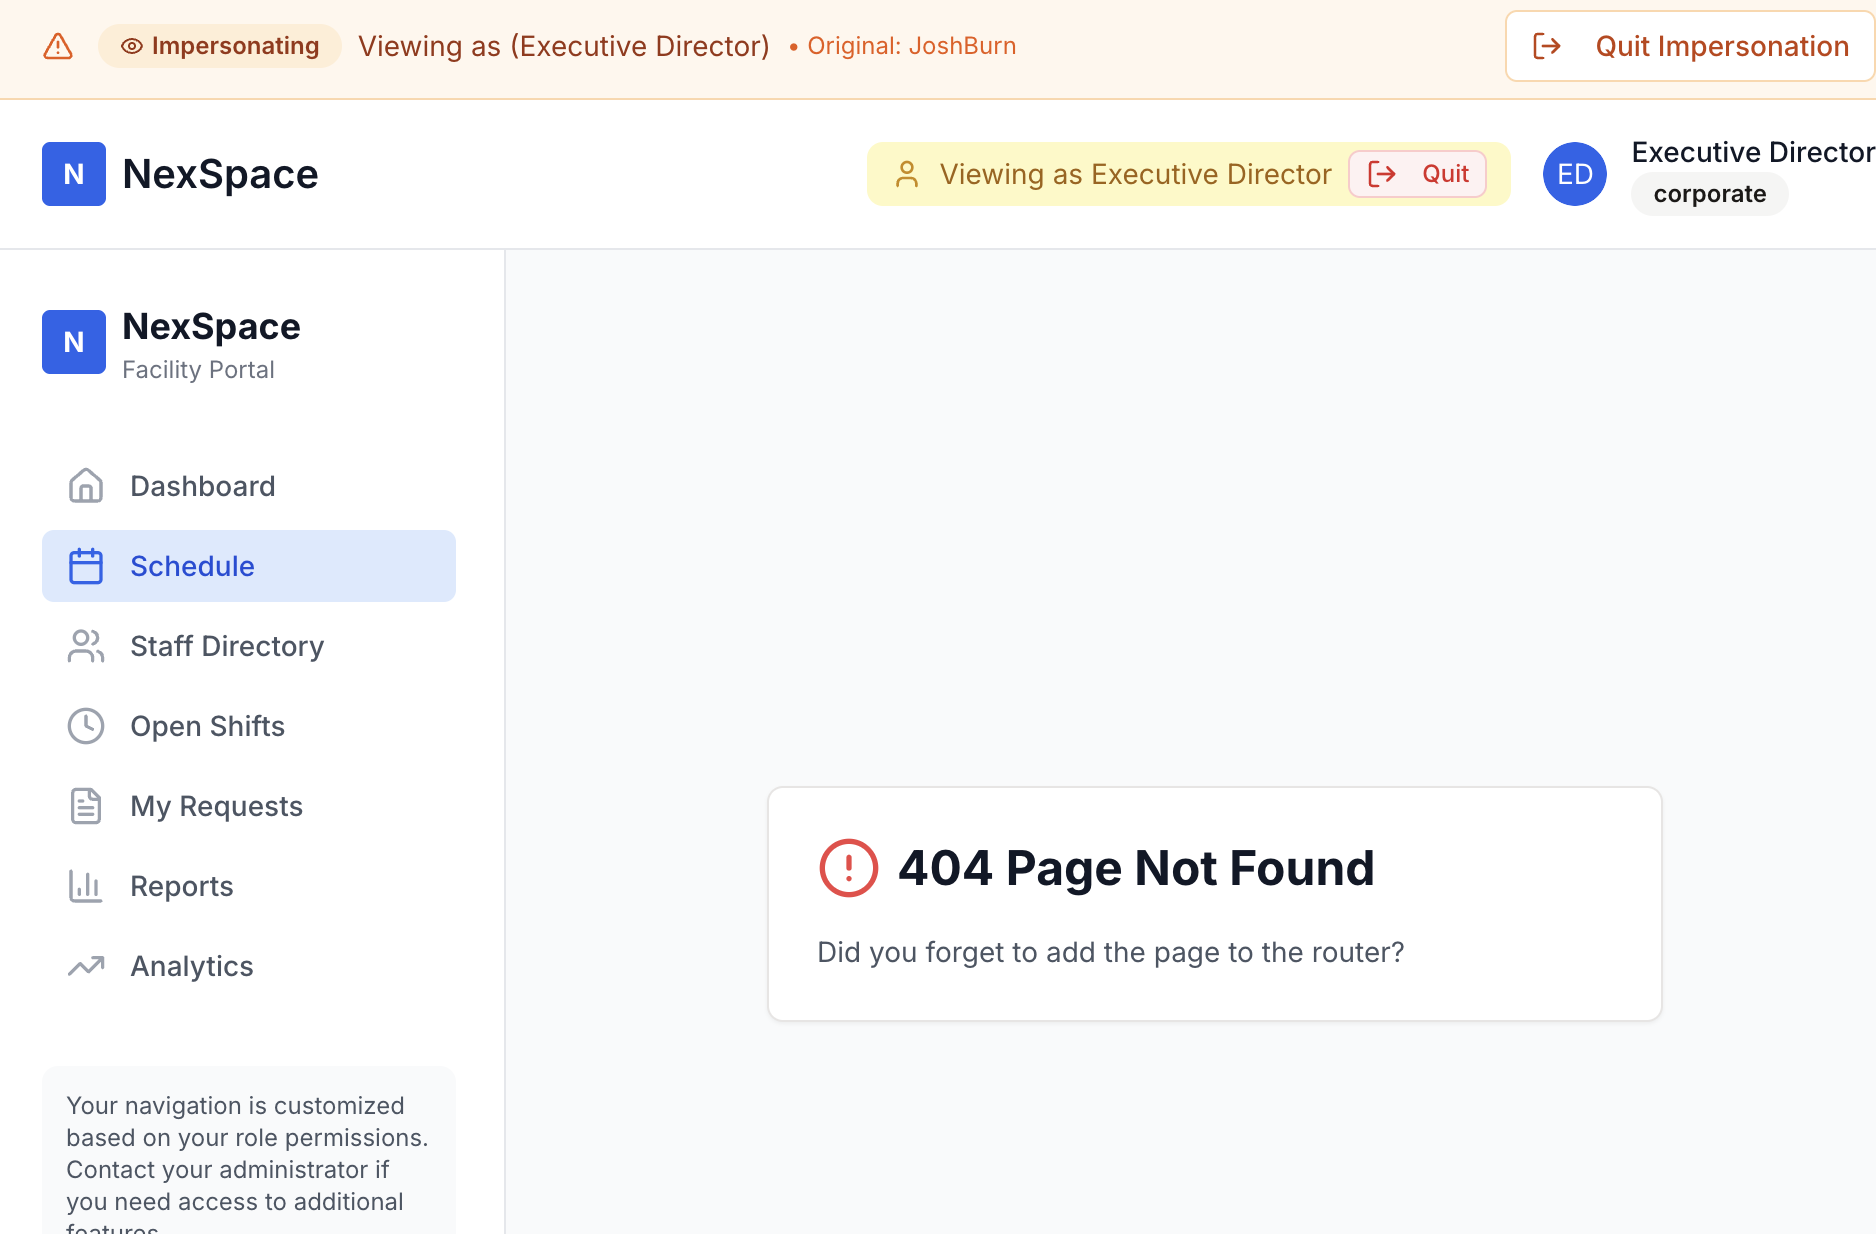 Impersonating Viewing as (Executive Director) • Original: JoshBurn
Quit Impersonation
N NexSpace
Viewing as Executive Director Quit
ED
Executive Director
corporate
N
NexSpace
Facility Portal
Dashboard
Schedule
Staff Directory
Open Shifts
My Requests
Reports
Analytics
404 Page Not Found
Did you forget to add the page to the router?
Your navigation is customized
based on your role permissions.
Contact your administrator if
you need access to additional
features.